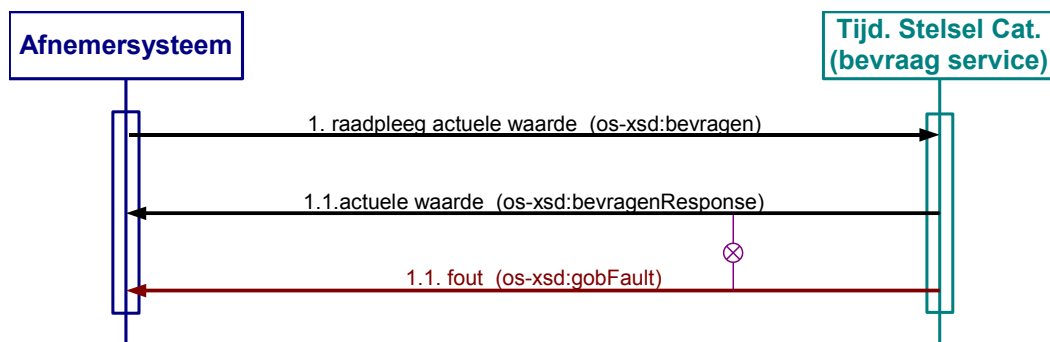 Afnemersysteem
Tijd. Stelsel Cat.
(bevraag service)
1. raadpleeg actuele waarde (os-xsd:bevragen)
1.1.actuele waarde (os-xsd:bevragenResponse)
1.1. fout (os-xsd:gobFault)